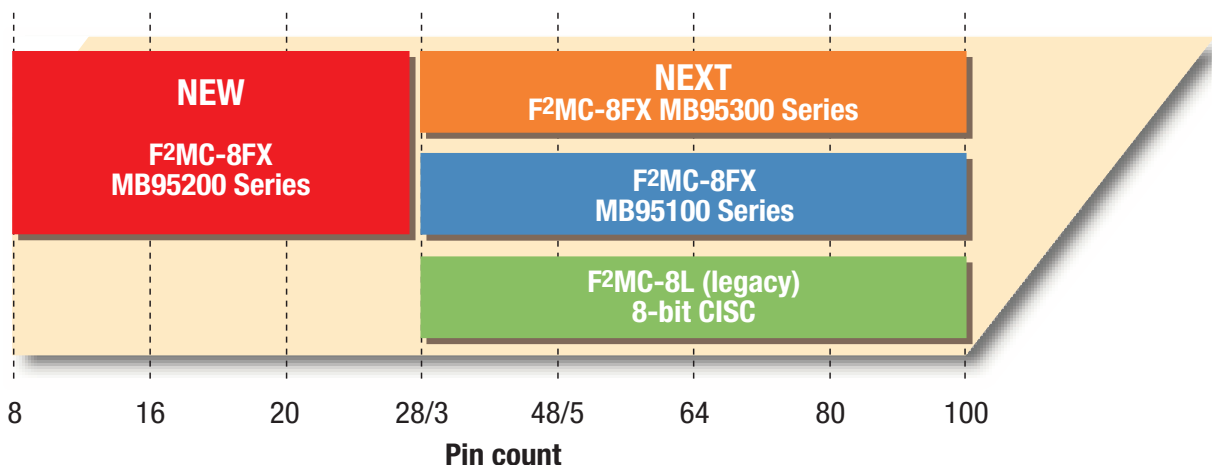 NEW
F2MC-8FX
MB95200 Series
NEXT
F2MC-8FX MB95300 Series
F2MC-8FX
MB95100 Series
F2MC-8L (legacy)
8-bit CISC
8 16 20 28/3 48/5 64 80 100
Pin count